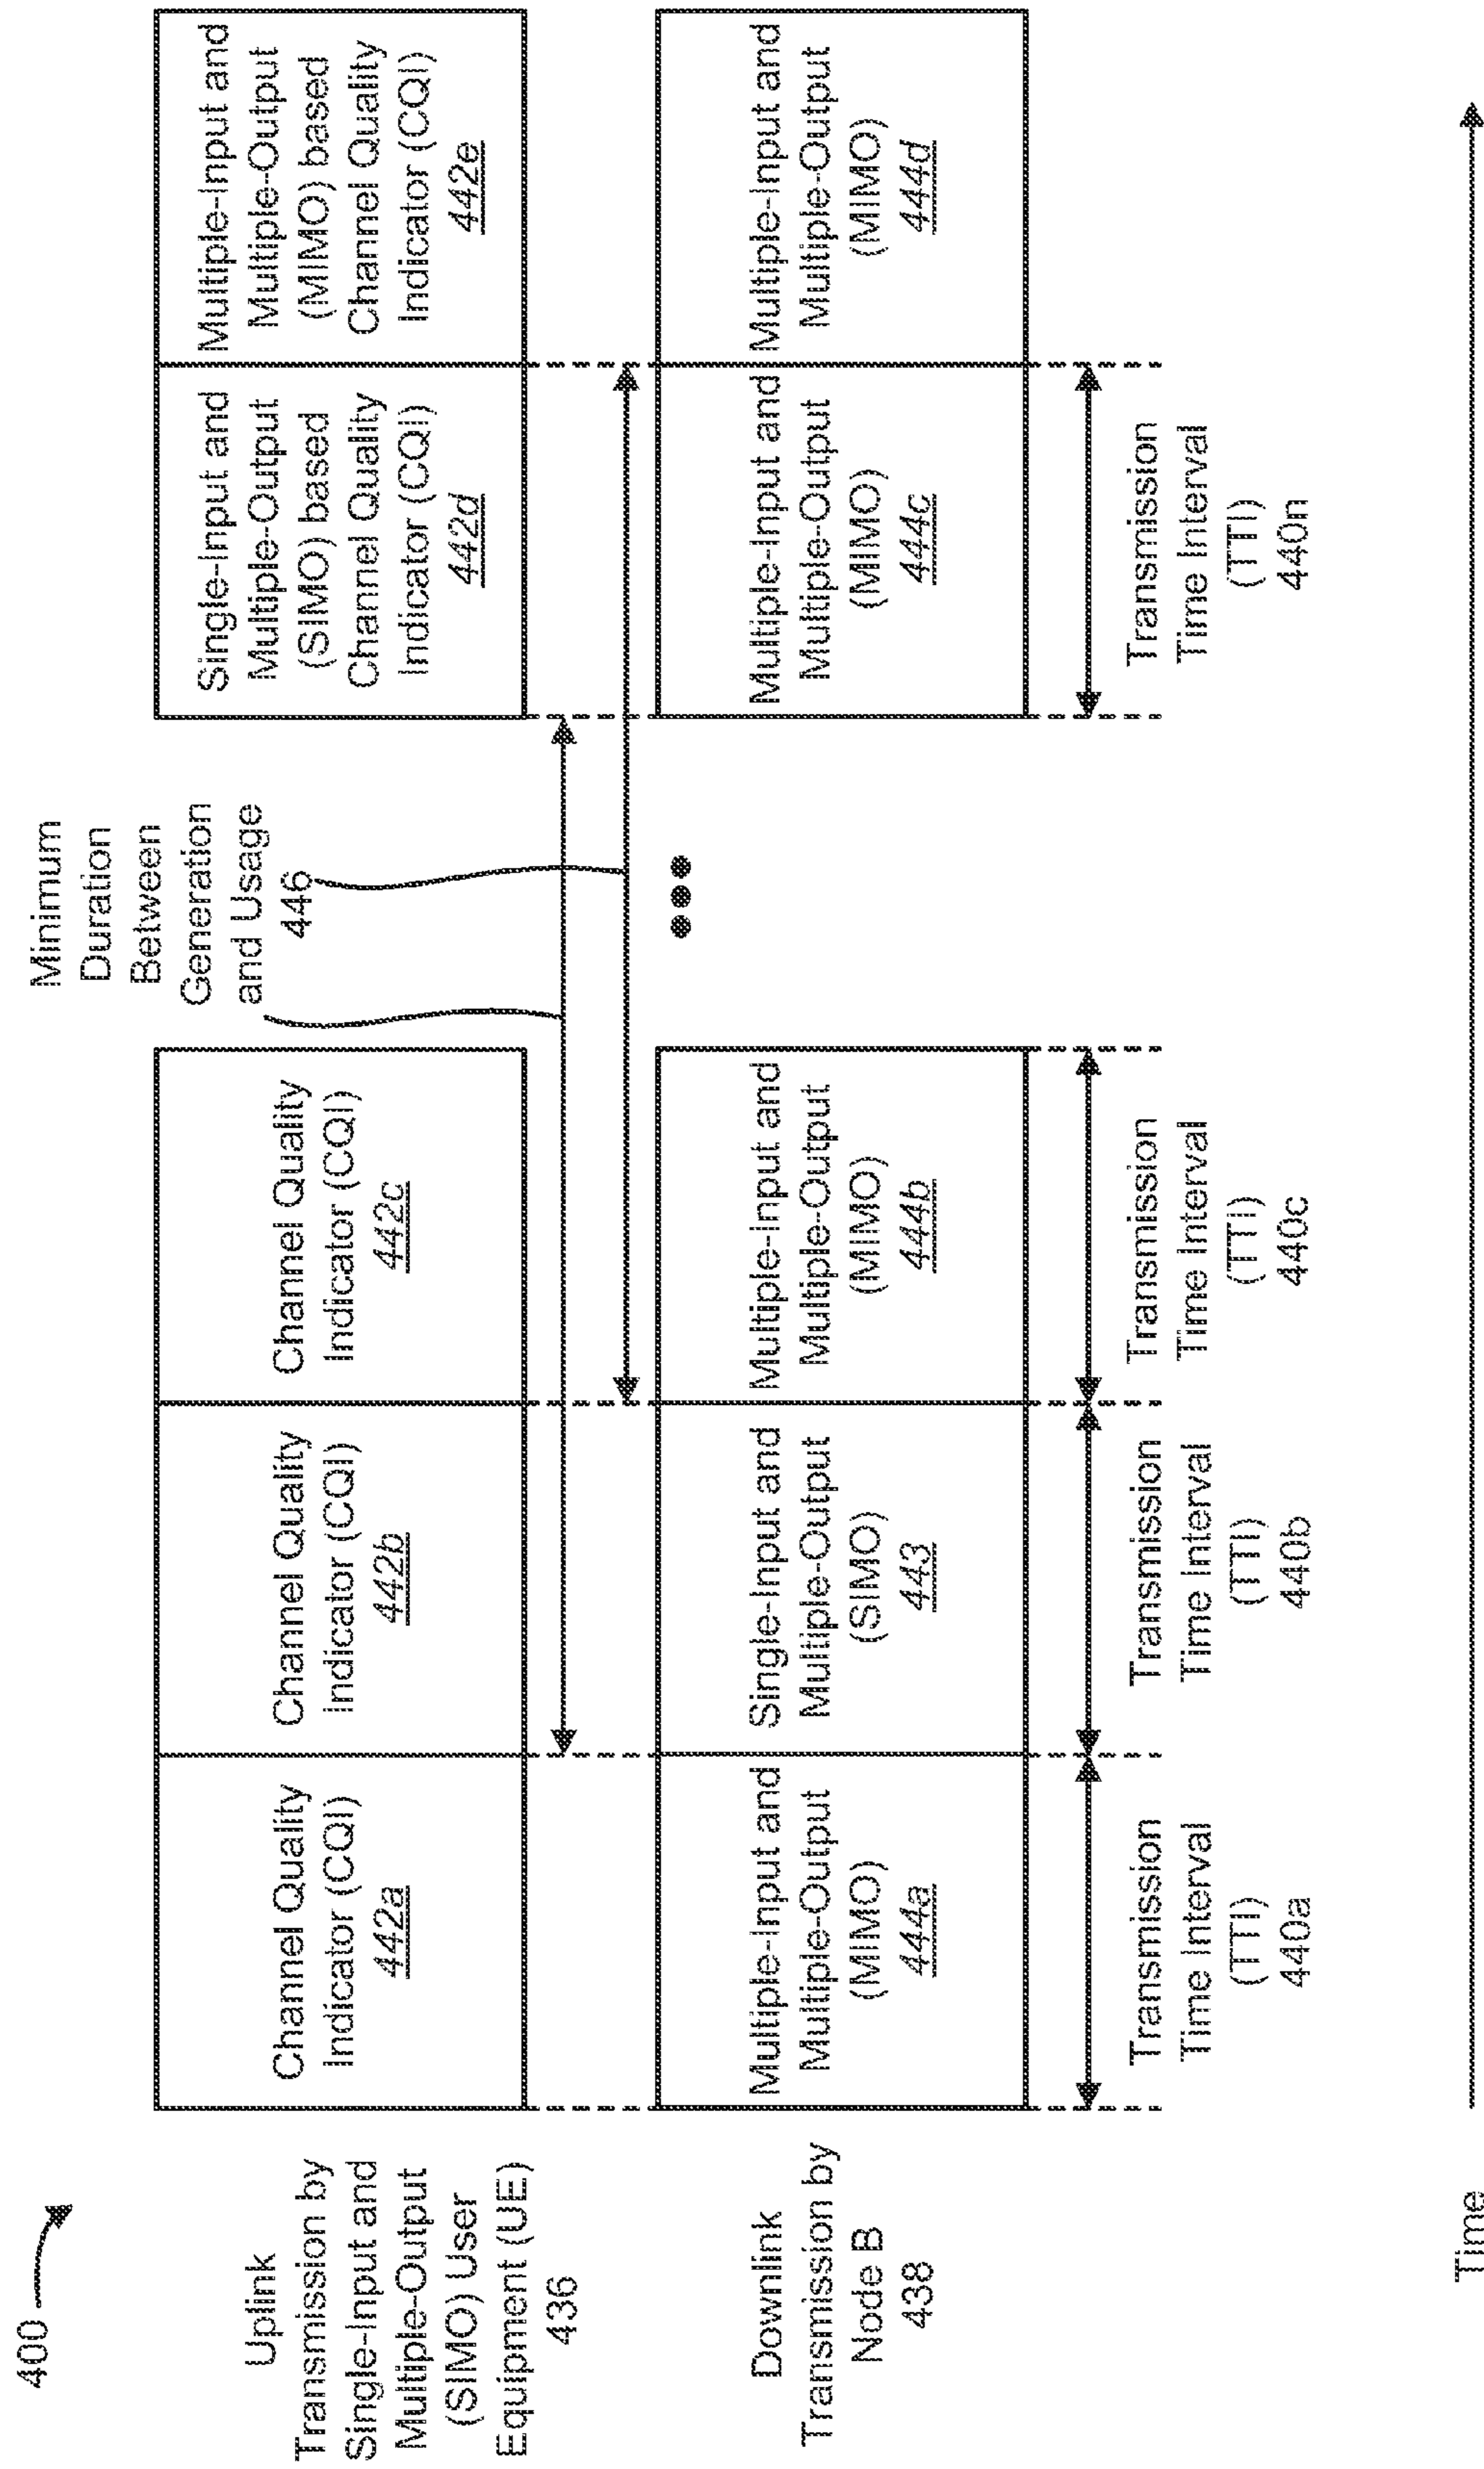 400
Minimum
Duration
Between
Generation
and Usage
446
Uplink
Transmission by
Single-Input and
Multiple-Output
(SIMO) User
Equipment (UE)
436
Channel Quality
Indicator (CQI)
442a
Channel Quality
Indicator (CQI)
442b
Channel Quality
Indicator (CQI)
442c
Single-Input and
Multiple-Output
(SIMO) based
Channel Quality
Indicator (CQI)
442d
Multiple-Input and
Multiple-Output
(MIMO) based
Channel Quality
Indicator (CQI)
442e
Downlink
Transmission by
Node B
438
Multiple-Input and
Multiple-Output
(MIMO)
444a
Single-Input and
Multiple-Output
(SIMO)
443
Multiple-Input and
Multiple-Output
(MIMO)
444b
Multiple-Input and
Multiple-Output
(MIMO)
444c
Multiple-Input and
Multiple-Output
(MIMO)
444d
Transmission
Time Interval
(TTI)
440a
Transmission
Time Interval
(TTI)
440b
Transmission
Time Interval
(TTI)
440c
Transmission
Time Interval
(TTI)
440n
Time